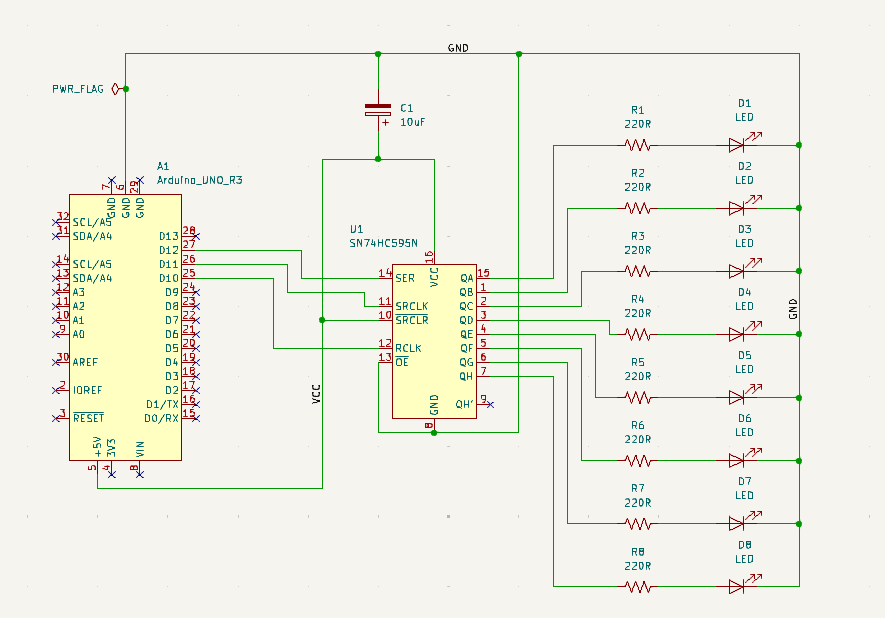 GND
PWR_FLAG
C1
10uF
+
A1
Arduino_UNO_R3
7
6
29
GND
GND
GND
32
SCL/A5
31
SDA/A4
14
SCL/A5
13
SDA/A4
12
A3
11
A2
10
A1
9
A0
30
AREF
2
IOREF
3
RESET
D13
28
D12
27
D11
26
D10
25
D9
24
D8
23
D7
22
D6
21
D5
20
D4
19
D3
18
D2
17
D1/TX
16
D0/RX
15
+5V
3V3
VIN
5
4
8
VCC
U1
SN74HC595N
16
VCC
14
SER
11
SRCLK
10
SRCLR
12
RCLK
13
OE
QA
15
QB
1
QC
2
QD
3
QE
4
QF
5
QG
6
QH
7
QH'
9
GND
8
R1
220R
D1
LED
R2
220R
D2
LED
R3
220R
D3
LED
R4
220R
D4
LED
R5
220R
D5
LED
R6
220R
D6
LED
R7
220R
D7
LED
R8
220R
D8
LED
GND